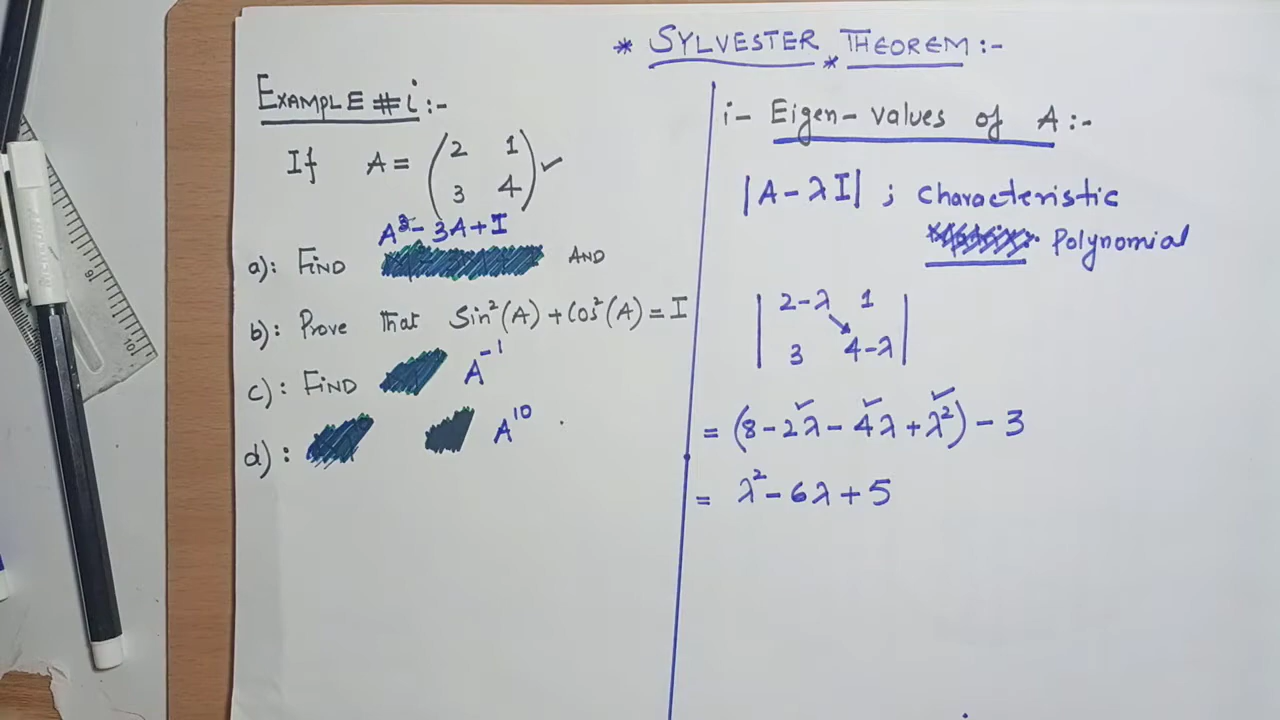 * SYLVESTER THEOREM:- *
EXAMPLE #i:-
If A = (2 1
3 4) ✓
A² - 3A + I
a): FIND AND
b): Prove that Sin²(A) + Cos²(A) = I
c): FIND A⁻¹
d): A¹⁰ .
i- Eigen-values of A:-
|A - λI| ; Characteristic
Polynomial
|2-λ 1
3 4-λ|
= (8 - 2λ - 4λ + λ²) - 3
= λ² - 6λ + 5